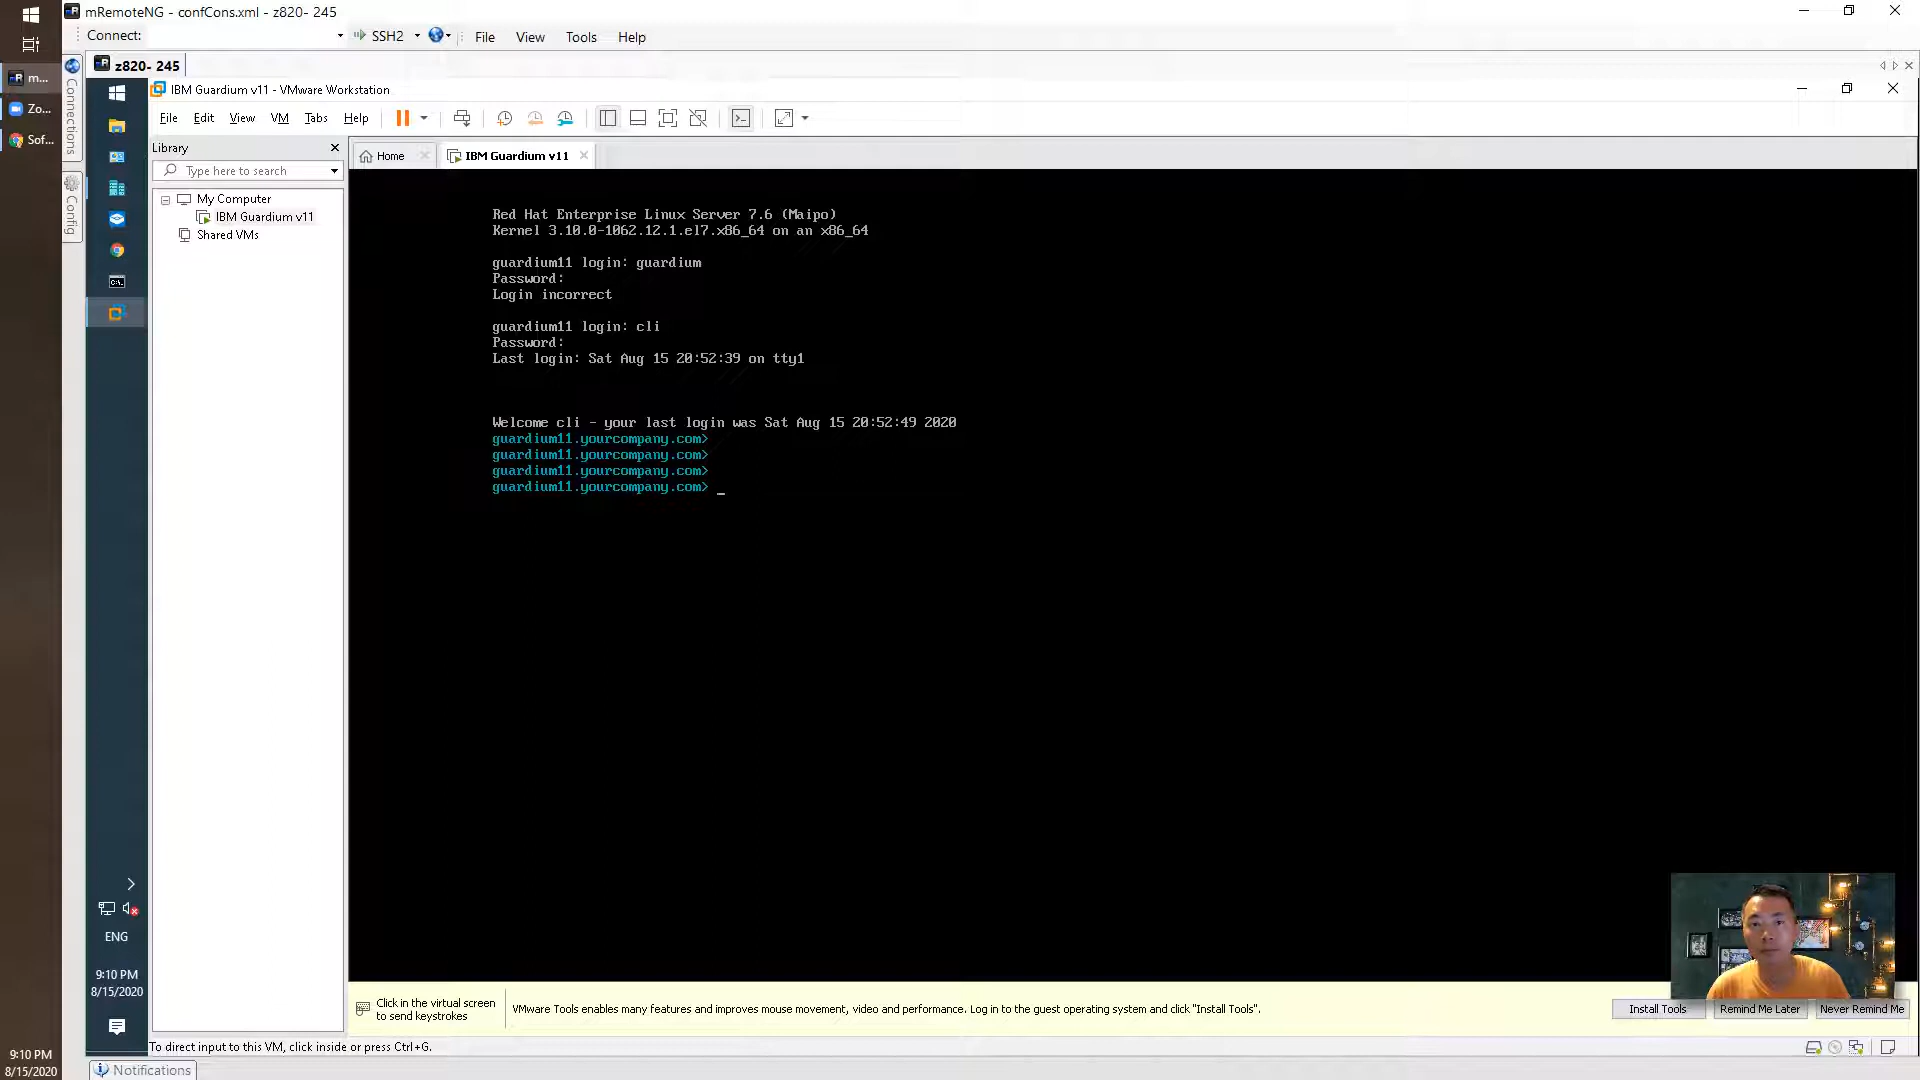 mRemoteNG - confCons.xml - z820- 245
Connect:
SSH2
File View Tools Help
z820- 245
m...
Zo...
Sof...
Connections
Config
IBM Guardium v11 - VMware Workstation
File Edit View VM Tabs Help
Library
Type here to search
My Computer
IBM Guardium v11
Shared VMs
Home
IBM Guardium v11
Red Hat Enterprise Linux Server 7.6 (Maipo)
Kernel 3.10.0-1062.12.1.el7.x86_64 on an x86_64
guardium11 login: guardium
Password:
Login incorrect
guardium11 login: cli
Password:
Last login: Sat Aug 15 20:52:39 on tty1
Welcome cli - your last login was Sat Aug 15 20:52:49 2020
guardium11.yourcompany.com>
guardium11.yourcompany.com>
guardium11.yourcompany.com>
guardium11.yourcompany.com> _
ENG
9:10 PM
8/15/2020
Click in the virtual screen
to send keystrokes
VMware Tools enables many features and improves mouse movement, video and performance. Log in to the guest operating system and click "Install Tools".
Install Tools
Remind Me Later
Never Remind Me
To direct input to this VM, click inside or press Ctrl+G.
Notifications
9:10 PM
8/15/2020